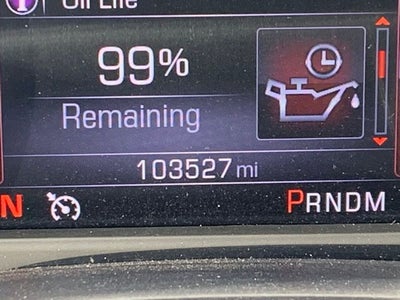 Oil Life
99%
Remaining
103527 mi
N PRNDM